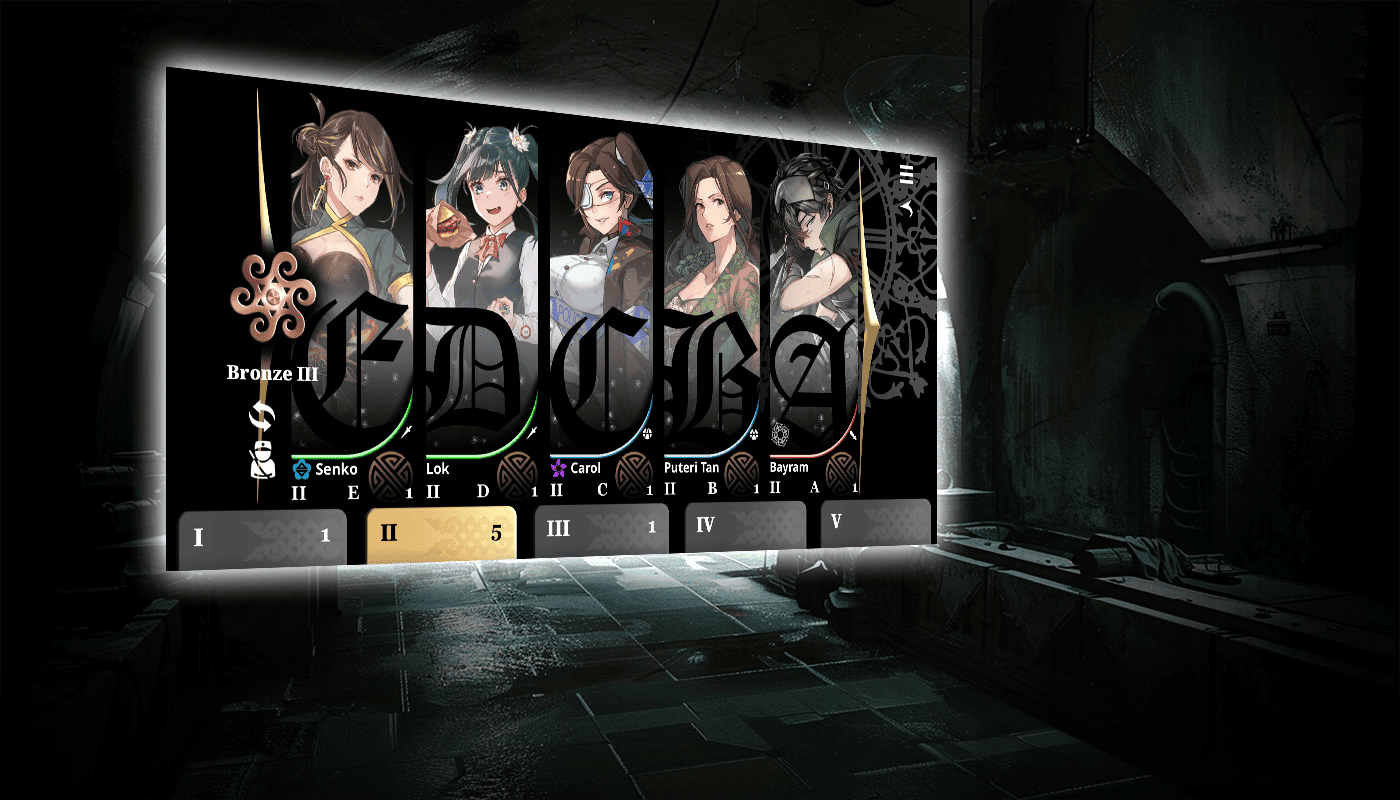 E D C B A
Bronze III
Senko
II E 1
Lok
II D 1
Carol
II C 1
Puteri Tan
II B 1
Bayram
II A 1
I 1
II 5
III 1
IV
V